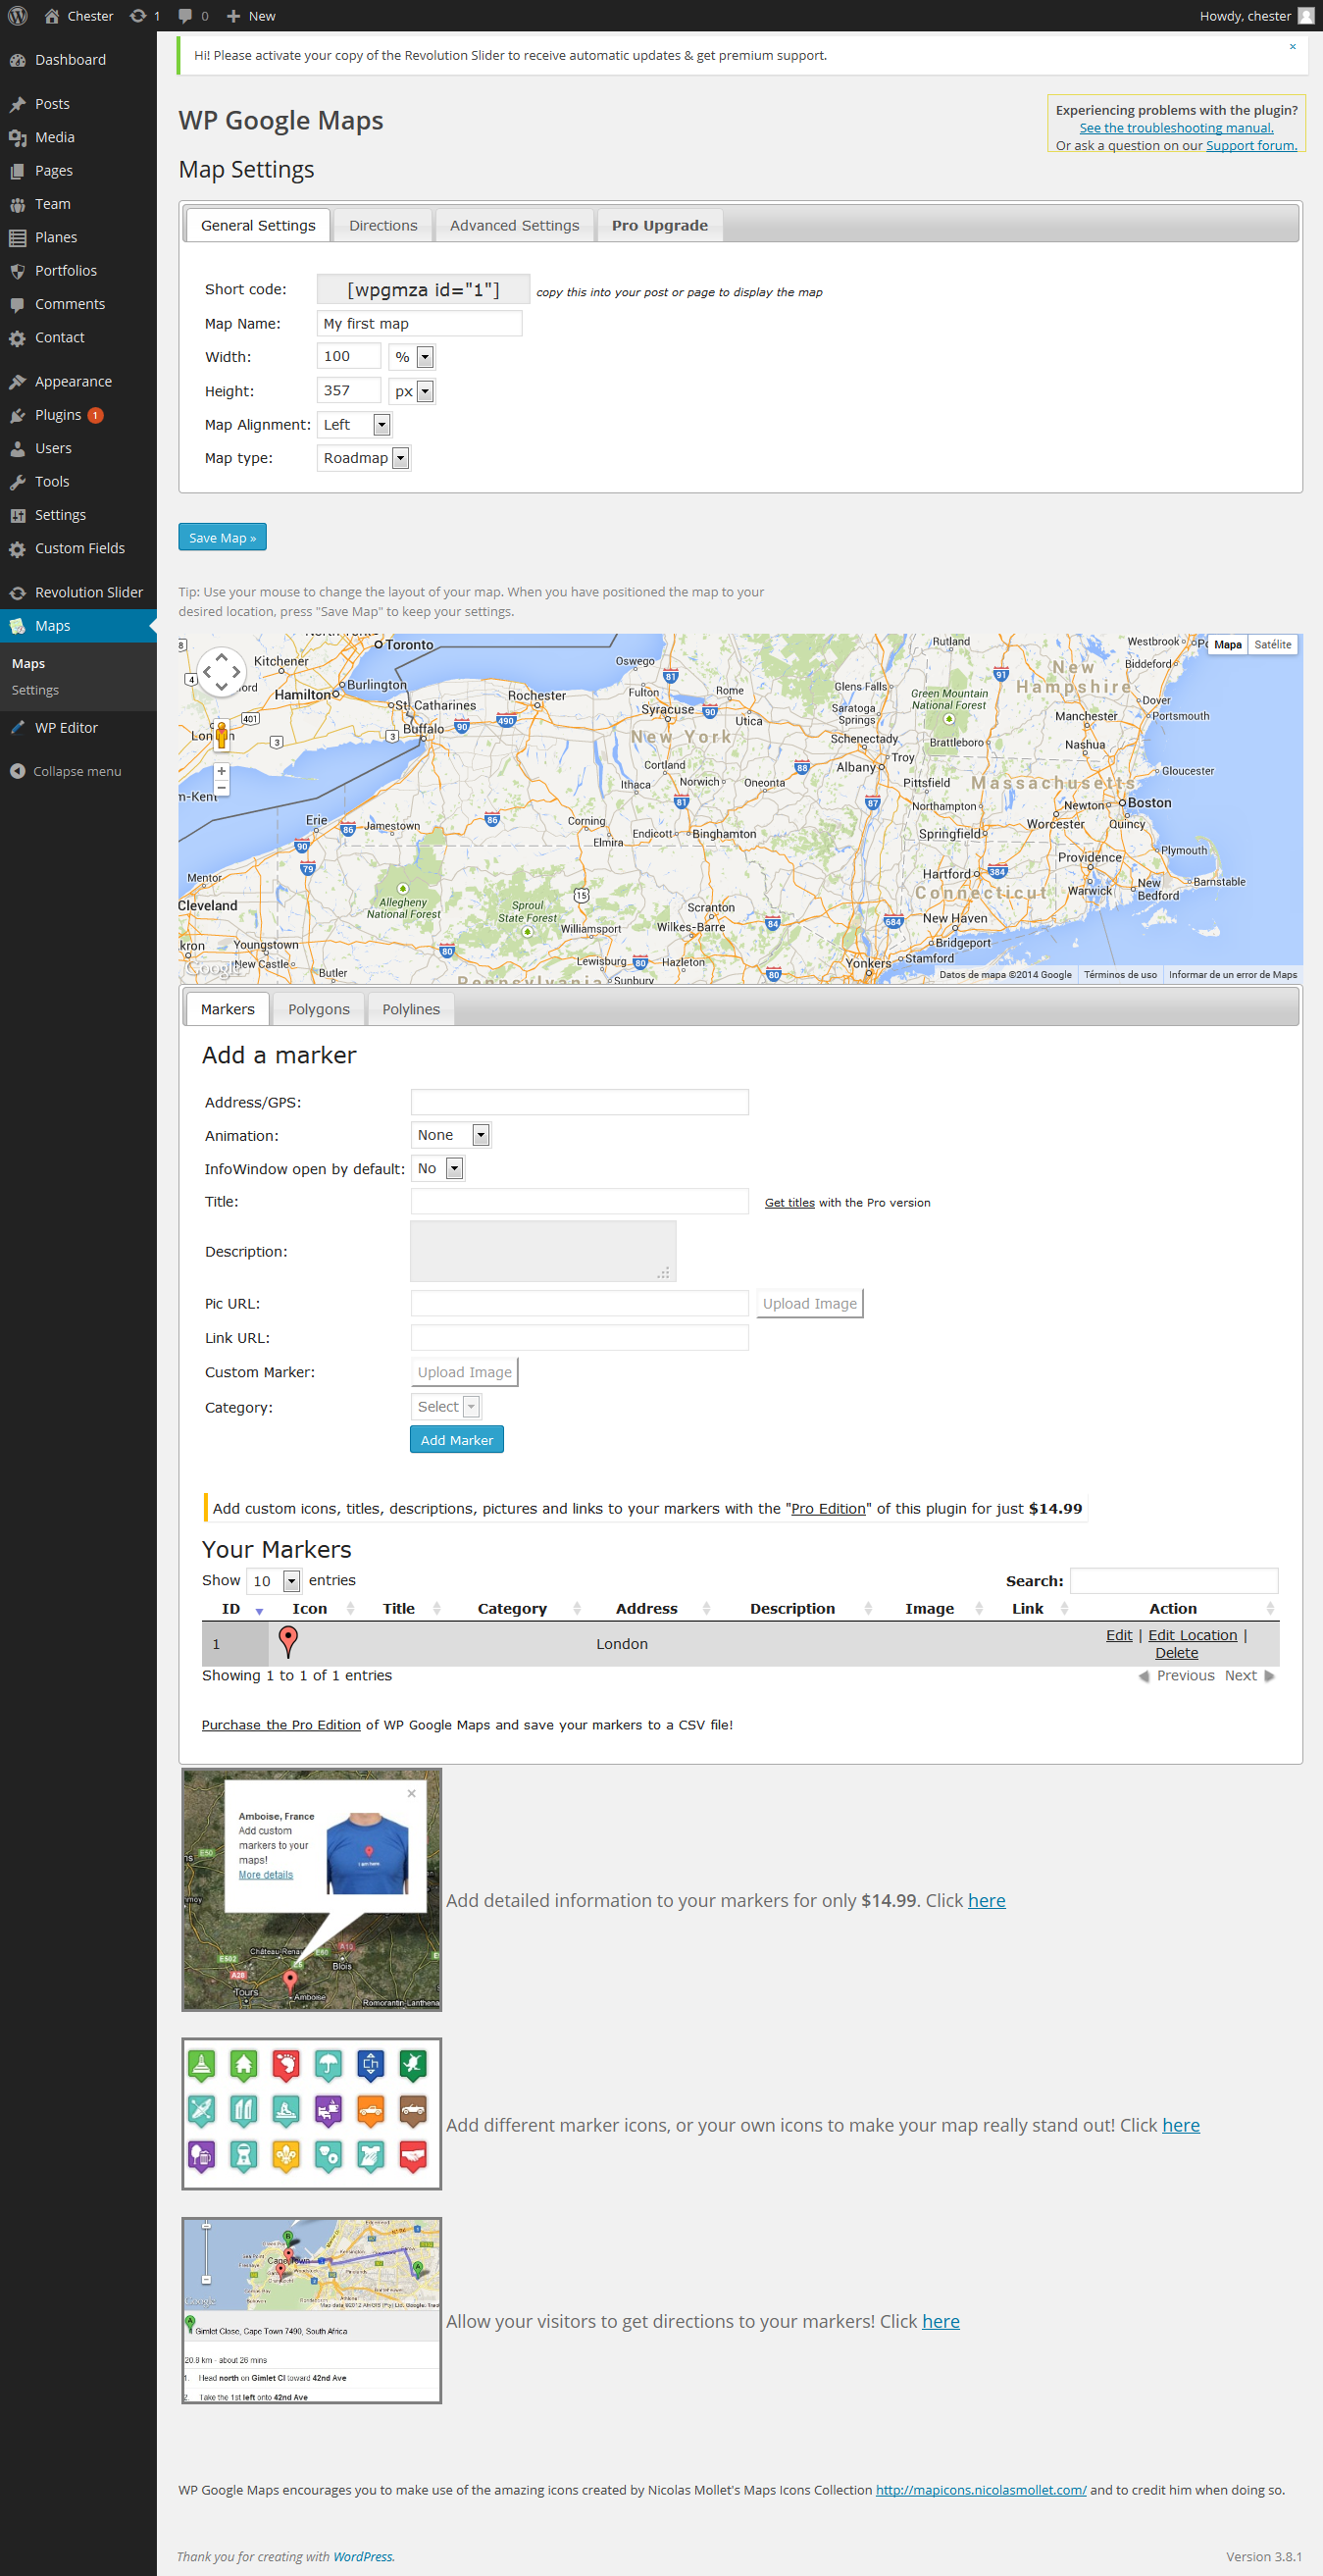 Chester 1 0 New Howdy, chester
Dashboard
Posts
Media
Pages
Team
Planes
Portfolios
Comments
Contact
Appearance
Plugins 1
Users
Tools
Settings
Custom Fields
Revolution Slider
Maps
Maps
Settings
WP Editor
Collapse menu
Hi! Please activate your copy of the Revolution Slider to receive automatic updates & get premium support.
×
WP Google Maps
Experiencing problems with the plugin?
See the troubleshooting manual.
Or ask a question on our Support forum.
Map Settings
General Settings Directions Advanced Settings Pro Upgrade
Short code: [wpgmza id="1"] copy this into your post or page to display the map
Map Name: My first map
Width: 100 %
Height: 357 px
Map Alignment: Left
Map type: Roadmap
Save Map »
Tip: Use your mouse to change the layout of your map. When you have positioned the map to your
desired location, press "Save Map" to keep your settings.
Toronto
Kitchener
Burlington
Hamilton
St. Catharines
Buffalo
Rochester
Oswego
Fulton
Rome
Syracuse
Utica
New York
Rutland
Westbrook
Mapa Satélite
New
Hampshire
Biddeford
Glens Falls
Green Mountain
National Forest
Saratoga
Springs
Dover
Manchester
Portsmouth
Schenectady
Brattleboro
Nashua
Troy
Albany
Cortland
Ithaca
Norwich
Oneonta
Pittsfield
Massachusetts
Gloucester
Northampton
Newton
Boston
Worcester
Quincy
Springfield
Erie
Jamestown
Corning
Elmira
Endicott
Binghamton
Plymouth
Providence
Hartford
Warwick
New
Bedford
Barnstable
Connecticut
Mentor
Cleveland
Allegheny
National Forest
Sproul
State Forest
Williamsport
Scranton
Wilkes-Barre
New Haven
Bridgeport
Youngstown
New Castle
Butler
Lewisburg
Hazleton
Sunbury
Pennsylvania
Yonkers
Stamford
Google
Datos de mapa ©2014 Google Términos de uso Informar de un error de Maps
Markers Polygons Polylines
Add a marker
Address/GPS:
Animation: None
InfoWindow open by default: No
Title: Get titles with the Pro version
Description:
Pic URL: Upload Image
Link URL:
Custom Marker: Upload Image
Category: Select
Add Marker
Add custom icons, titles, descriptions, pictures and links to your markers with the "Pro Edition" of this plugin for just $14.99
Your Markers
Show 10 entries Search:
ID Icon Title Category Address Description Image Link Action
1 London Edit | Edit Location |
Delete
Showing 1 to 1 of 1 entries Previous Next
Purchase the Pro Edition of WP Google Maps and save your markers to a CSV file!
Amboise, France
Add custom
markers to your
maps!
More details
I am here
Blois
Tours
Amboise
Romorantin-Lanthena
Add detailed information to your markers for only $14.99. Click here
Add different marker icons, or your own icons to make your map really stand out! Click here
Cape Town
Google
Gimlet Close, Cape Town 7490, South Africa
20.8 km - about 26 mins
1. Head north on Gimlet Cl toward 42nd Ave
2. Take the 1st left onto 42nd Ave
Allow your visitors to get directions to your markers! Click here
WP Google Maps encourages you to make use of the amazing icons created by Nicolas Mollet's Maps Icons Collection http://mapicons.nicolasmollet.com/ and to credit him when doing so.
Thank you for creating with WordPress. Version 3.8.1